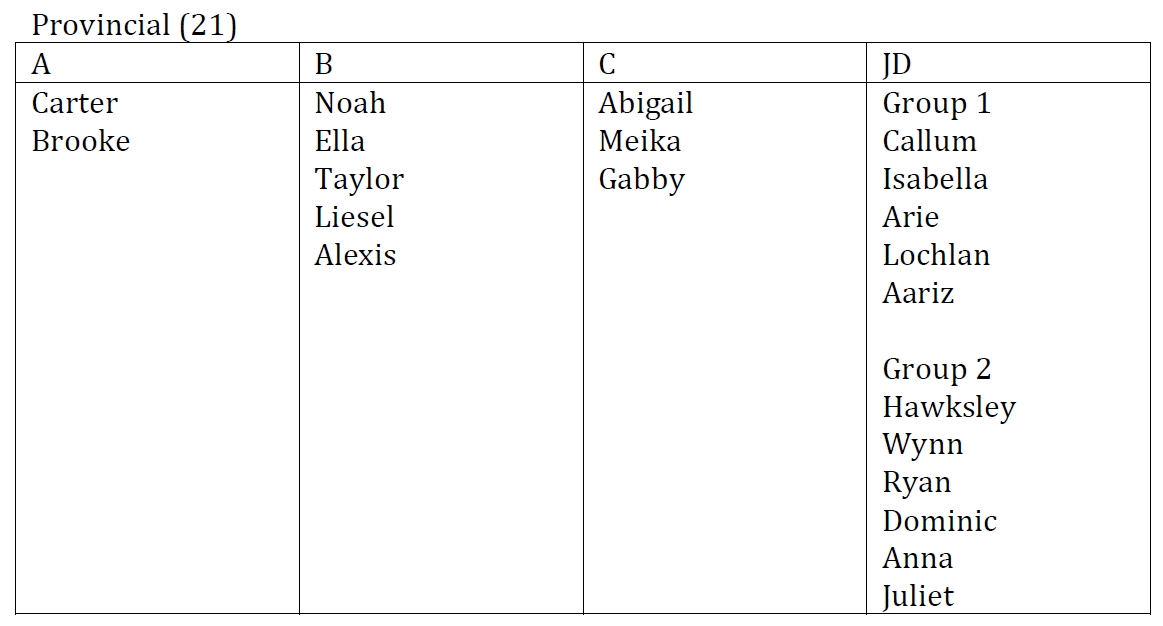 Provincial (21)
A
B
C
JD
Carter
Brooke
Noah
Ella
Taylor
Liesel
Alexis
Abigail
Meika
Gabby
Group 1
Callum
Isabella
Arie
Lochlan
Aariz
Group 2
Hawksley
Wynn
Ryan
Dominic
Anna
Juliet